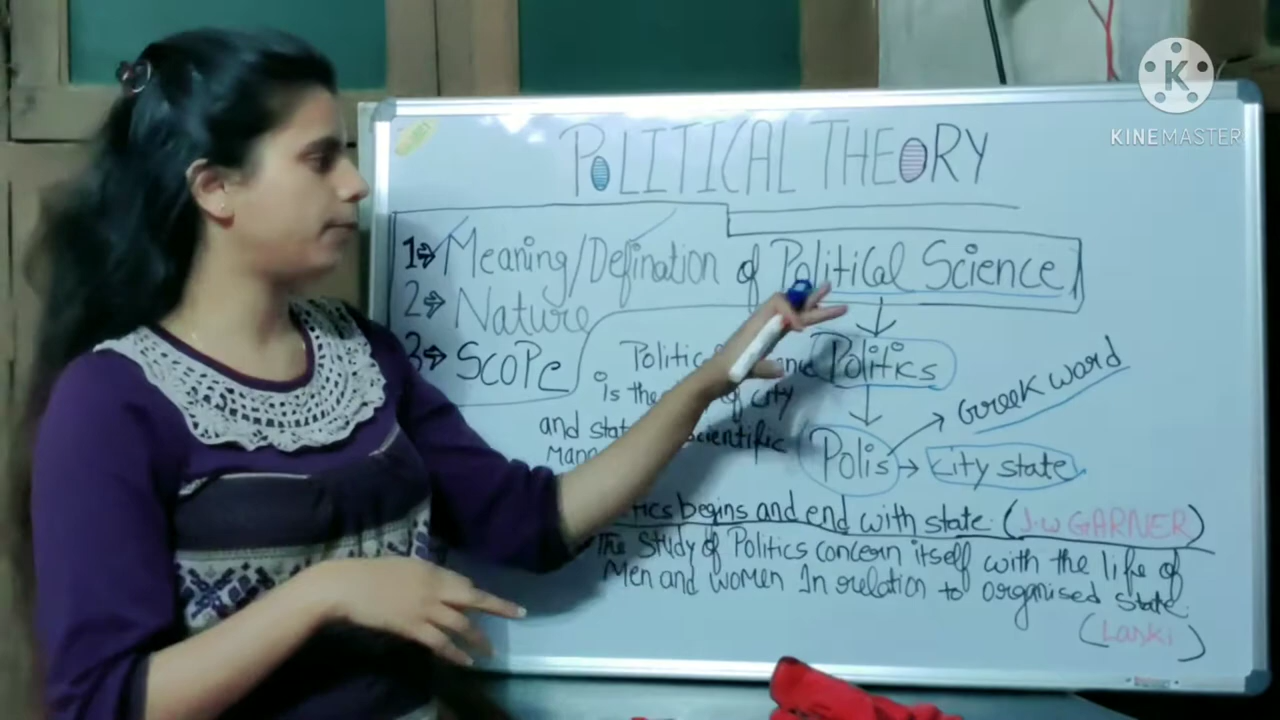 K
KINEMASTER
POLITICAL THEORY
1⇒ Meaning/Defination of Political Science
2⇒ Nature
3⇒ Scope
Politics
is the of city
and scientific
Polis → City state
Greek word
begins and end with state. (J.W GARNER)
The Study of Politics concern itself with the life of
Men and women In relation to organised state.
(Laski)